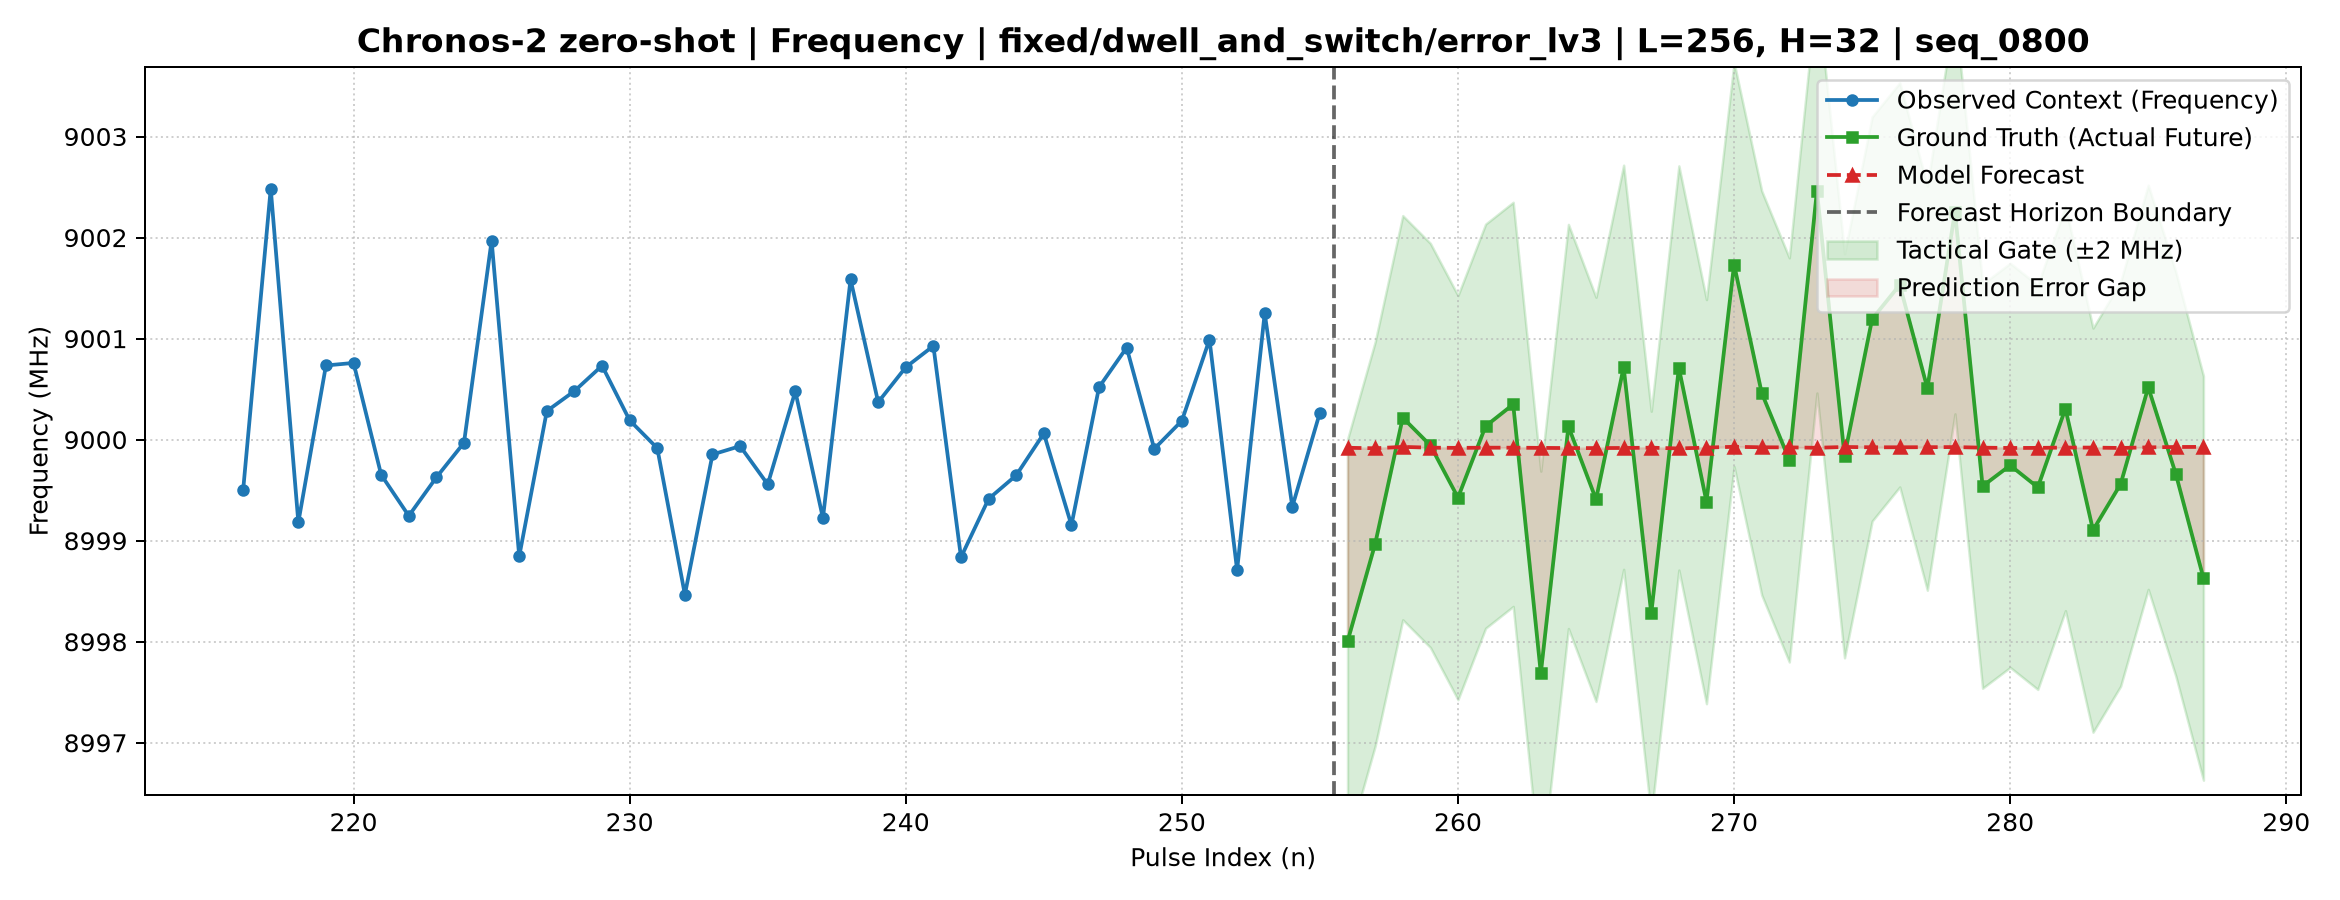 Chronos-2 zero-shot | Frequency | fixed/dwell_and_switch/error_lv3 | L=256, H=32 | seq_0800
Frequency (MHz)
9003
9002
9001
9000
8999
8998
8997
Observed Context (Frequency)
Ground Truth (Actual Future)
Model Forecast
Forecast Horizon Boundary
Tactical Gate (±2 MHz)
Prediction Error Gap
220 230 240 250 260 270 280 290
Pulse Index (n)